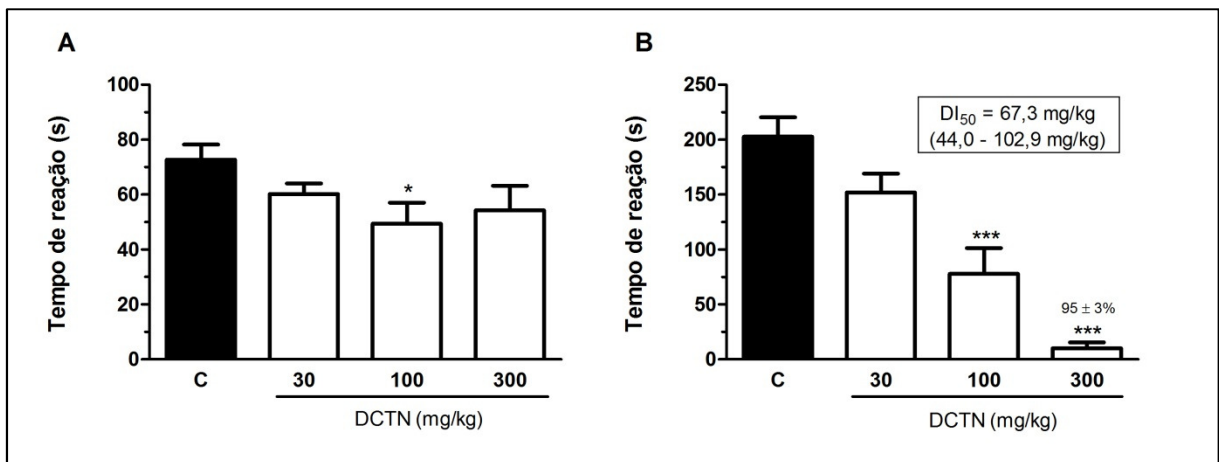 A
Tempo de reação (s)
100
80
60
40
20
0
*
C
30
100
300
DCTN (mg/kg)
B
Tempo de reação (s)
250
200
150
100
50
0
DI₅₀ = 67,3 mg/kg
(44,0 - 102,9 mg/kg)
***
95 ± 3%
***
C
30
100
300
DCTN (mg/kg)